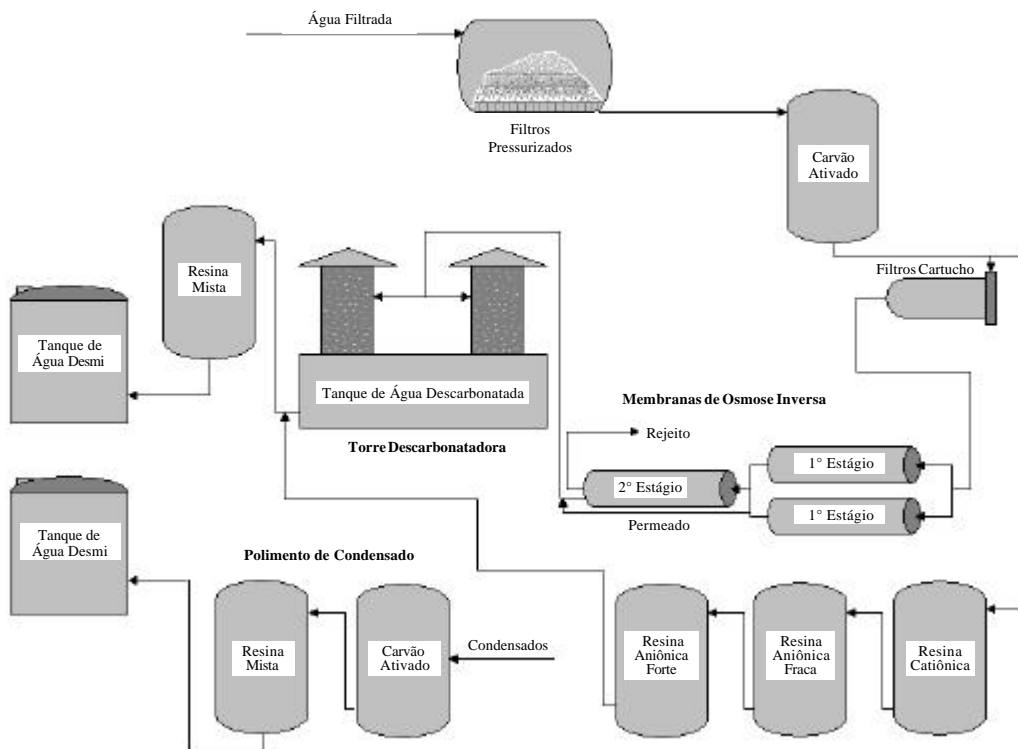 Água Filtrada
Filtros
Pressurizados
Carvão
Ativado
Filtros Cartucho
Resina
Mista
Tanque de
Água Desmi
Tanque de Água Descarbonatada
Torre Descarbonatadora
Membranas de Osmose Inversa
Rejeito
1° Estágio
2° Estágio
1° Estágio
Permeado
Tanque de
Água Desmi
Polimento de Condensado
Resina
Mista
Carvão
Ativado
Condensados
Resina
Aniônica
Forte
Resina
Aniônica
Fraca
Resina
Catiônica